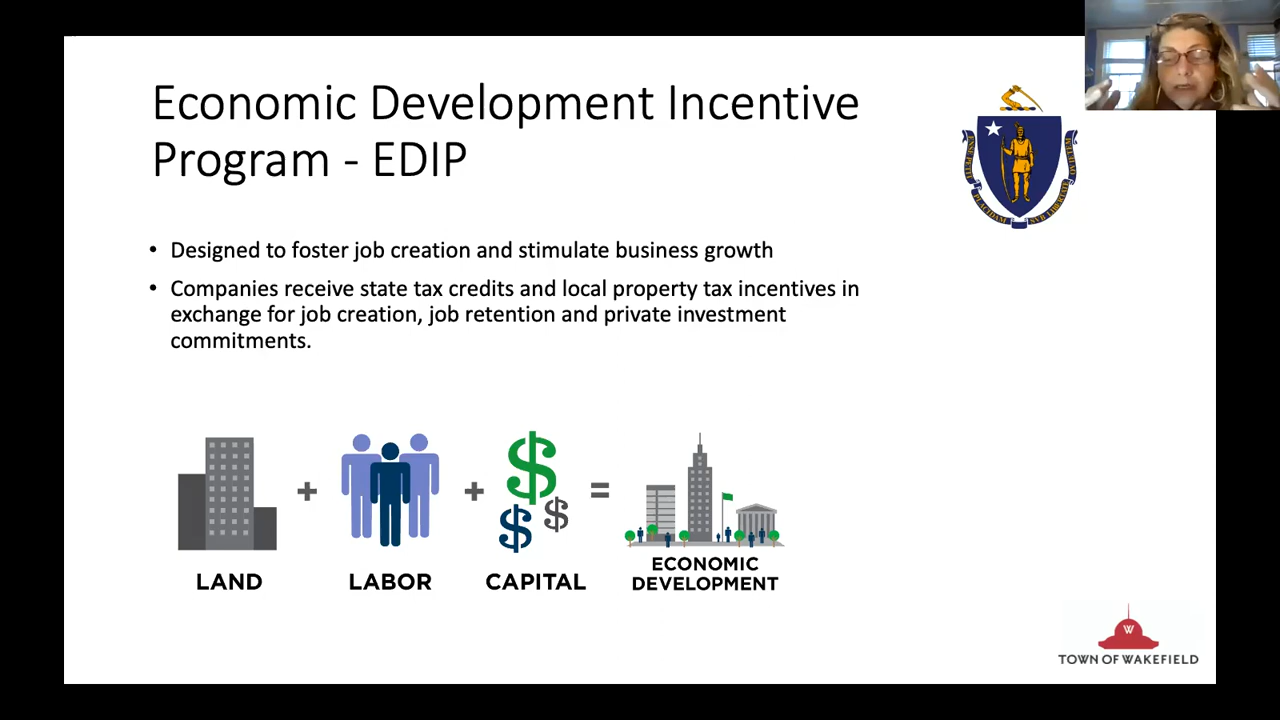 Economic Development Incentive
Program - EDIP
• Designed to foster job creation and stimulate business growth
• Companies receive state tax credits and local property tax incentives in
exchange for job creation, job retention and private investment
commitments.
+ + =
LAND LABOR CAPITAL ECONOMIC
DEVELOPMENT
W
TOWN OF WAKEFIELD